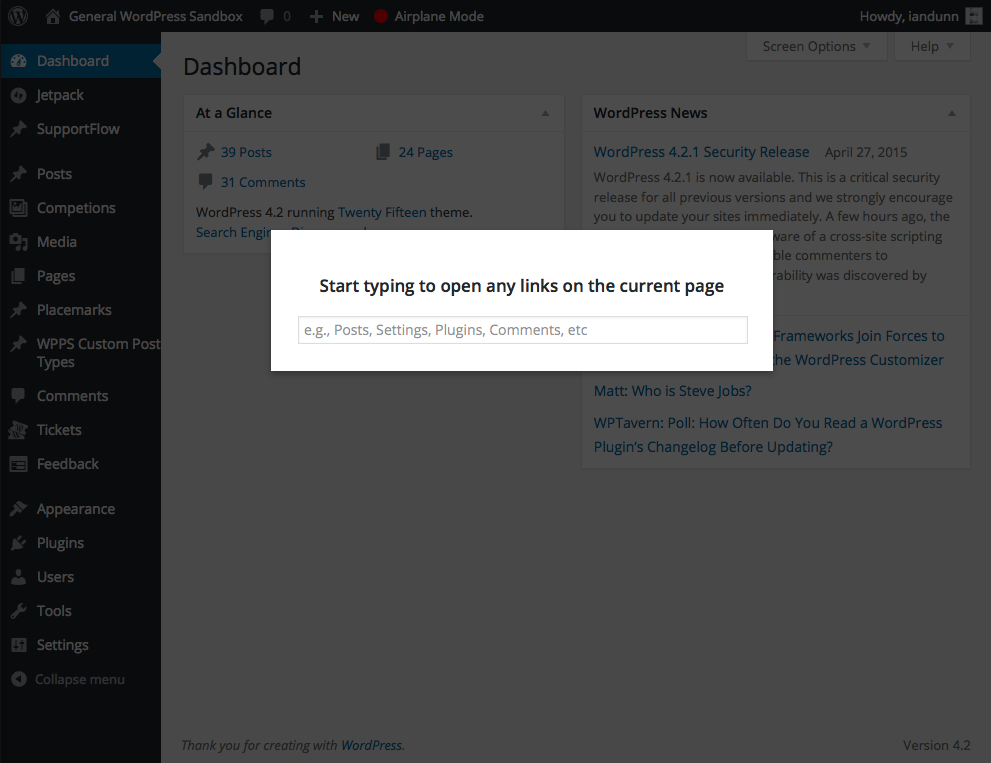 General WordPress Sandbox 0 New Airplane Mode Howdy, iandunn
Dashboard
Jetpack
SupportFlow
Posts
Competions
Media
Pages
Placemarks
WPPS Custom Post
Types
Comments
Tickets
Feedback
Appearance
Plugins
Users
Tools
Settings
Collapse menu
Screen Options Help
Dashboard
At a Glance
39 Posts 24 Pages
31 Comments
WordPress 4.2 running Twenty Fifteen theme.
Search Engin
WordPress News
WordPress 4.2.1 Security Release April 27, 2015
WordPress 4.2.1 is now available. This is a critical security
release for all previous versions and we strongly encourage
you to update your sites immediately. A few hours ago, the
ware of a cross-site scripting
ble commenters to
rability was discovered by
Frameworks Join Forces to
the WordPress Customizer
Matt: Who is Steve Jobs?
WPTavern: Poll: How Often Do You Read a WordPress
Plugin's Changelog Before Updating?
Start typing to open any links on the current page
e.g., Posts, Settings, Plugins, Comments, etc
Thank you for creating with WordPress. Version 4.2